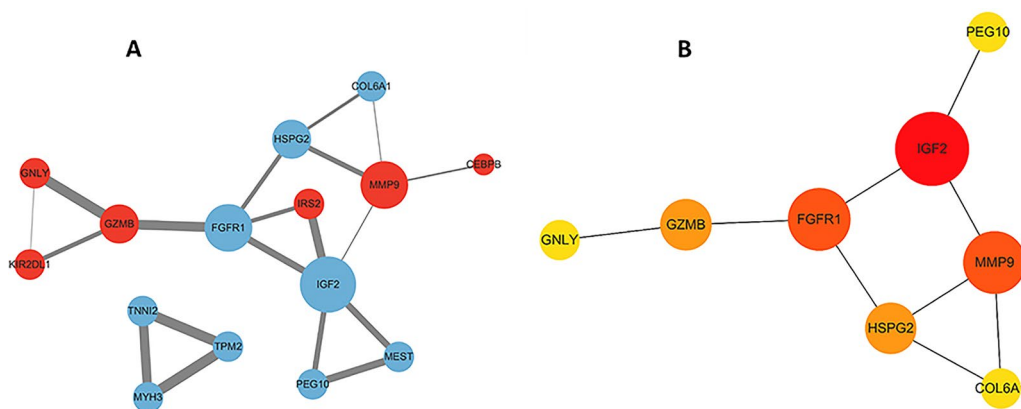 A
COL6A1
HSPG2
CEBPB
GNLY
MMP9
IRS2
GZMB
FGFR1
KIR2DL1
IGF2
TNNI2
TPM2
MEST
PEG10
MYH3
B
PEG10
IGF2
FGFR1
GZMB
GNLY
MMP9
HSPG2
COL6A